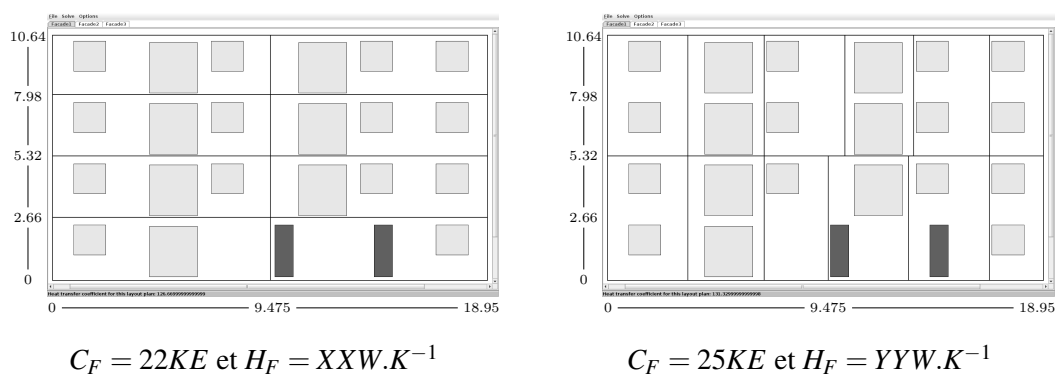 File Solve Options
Facade1 Facade2 Facade3
10.64
7.98
5.32
2.66
0
Heat transfer coefficient for this layout plan: 126.66999999999999
0 9.475 18.95
C_F = 22KE et H_F = XXW.K^{-1}
File Solve Options
Facade1 Facade2 Facade3
10.64
7.98
5.32
2.66
0
Heat transfer coefficient for this layout plan: 131.32999999999998
0 9.475 18.95
C_F = 25KE et H_F = YYW.K^{-1}